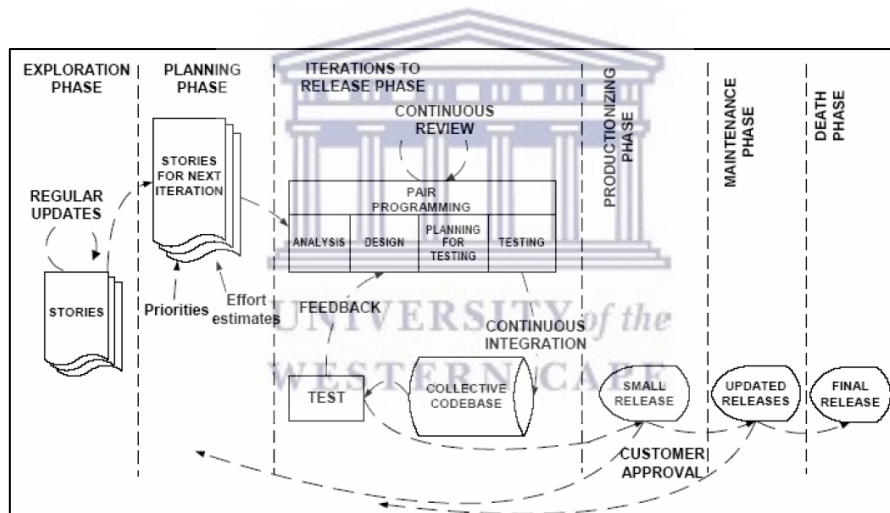 EXPLORATION
PHASE
PLANNING
PHASE
ITERATIONS TO
RELEASE PHASE
PRODUCTIONIZING
PHASE
MAINTENANCE
PHASE
DEATH
PHASE
CONTINUOUS
REVIEW
STORIES
FOR NEXT
ITERATION
REGULAR
UPDATES
PAIR
PROGRAMMING
ANALYSIS
DESIGN
PLANNING
FOR
TESTING
TESTING
STORIES
Priorities
Effort
estimates
FEEDBACK
CONTINUOUS
INTEGRATION
UNIVERSITY of the
WESTERN CAPE
TEST
COLLECTIVE
CODEBASE
SMALL
RELEASE
UPDATED
RELEASES
FINAL
RELEASE
CUSTOMER
APPROVAL